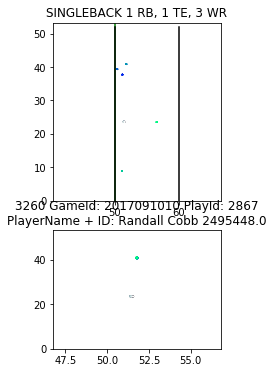 SINGLEBACK 1 RB, 1 TE, 3 WR
50
40
30
20
10
0
50 60
3260 GameId: 2017091010 PlayId: 2867
PlayerName + ID: Randall Cobb 2495448.0
40
20
0
47.5 50.0 52.5 55.0